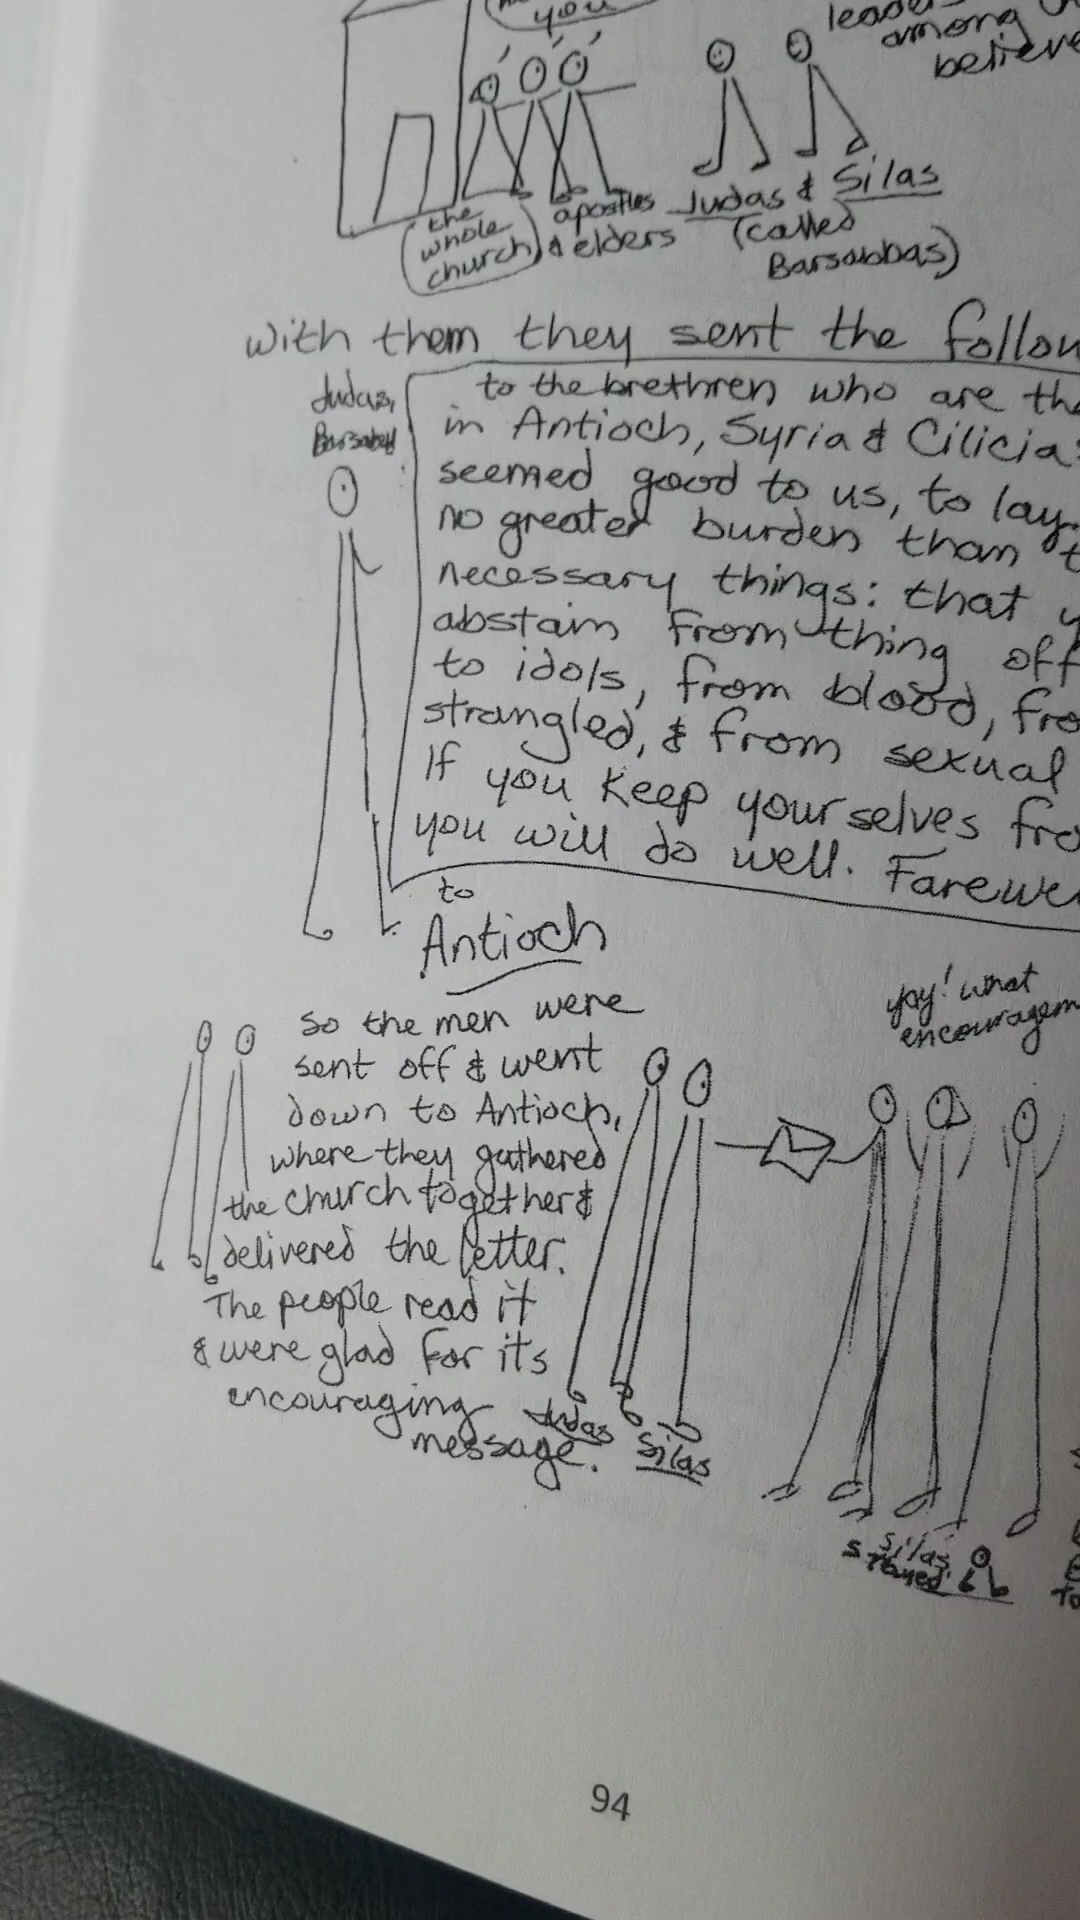 you
leade
among
believe
the
whole
church
apostles
& elders
Judas & Silas
(called
Barsabbas)
with them they sent the follow
to the brethren who are the
in Antioch, Syria & Cilicia:
seemed good to us, to lay
no greater burden than t
necessary things: that y
abstain from thing off
to idols, from blood, fro
strangled, & from sexual
If you keep yourselves fro
you will do well. Farewe
Judas,
to
Antioch
so the men were
sent off & went
down to Antioch,
where they gathered
the church together &
delivered the letter.
The people read it
& were glad for its
encouraging
message.
Judas
Silas
yay! what
encouragem
Silas
stayed
To
94